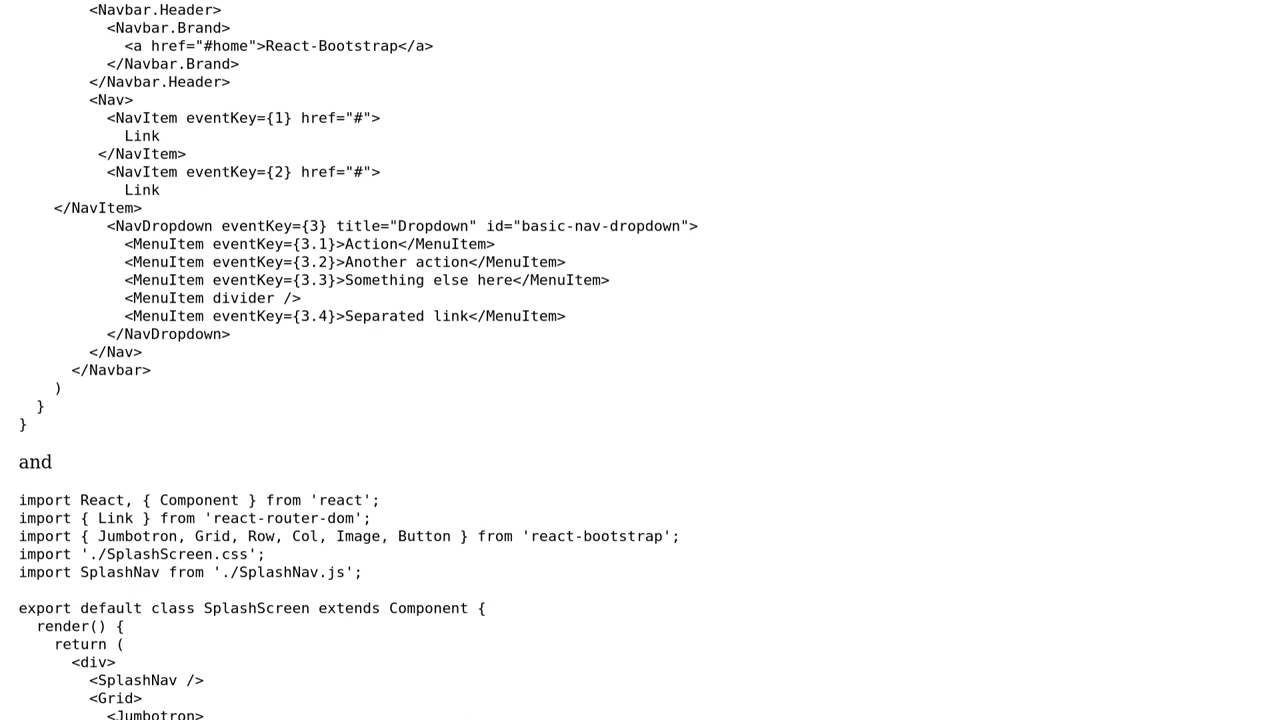 <Navbar.Header>
          <Navbar.Brand>
            <a href="#home">React-Bootstrap</a>
          </Navbar.Brand>
        </Navbar.Header>
        <Nav>
          <NavItem eventKey={1} href="#">
            Link
         </NavItem>
          <NavItem eventKey={2} href="#">
            Link
    </NavItem>
          <NavDropdown eventKey={3} title="Dropdown" id="basic-nav-dropdown">
            <MenuItem eventKey={3.1}>Action</MenuItem>
            <MenuItem eventKey={3.2}>Another action</MenuItem>
            <MenuItem eventKey={3.3}>Something else here</MenuItem>
            <MenuItem divider />
            <MenuItem eventKey={3.4}>Separated link</MenuItem>
          </NavDropdown>
        </Nav>
      </Navbar>
    )
  }
}
and
import React, { Component } from 'react';
import { Link } from 'react-router-dom';
import { Jumbotron, Grid, Row, Col, Image, Button } from 'react-bootstrap';
import './SplashScreen.css';
import SplashNav from './SplashNav.js';

export default class SplashScreen extends Component {
  render() {
    return (
      <div>
        <SplashNav />
        <Grid>
          <Jumbotron>